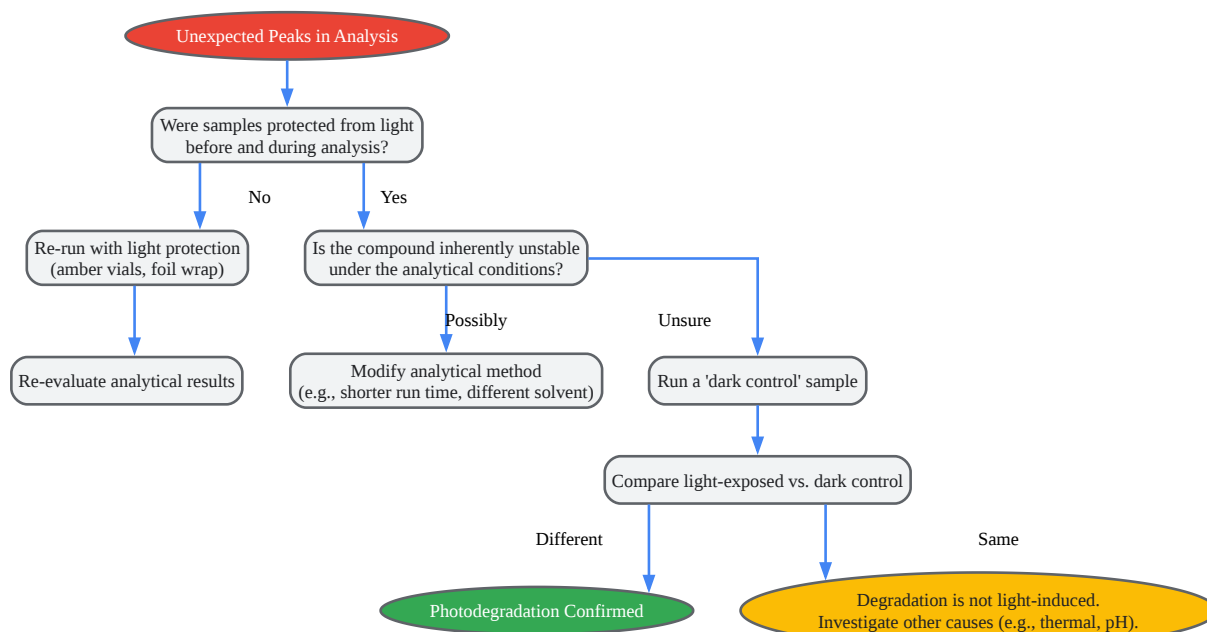 Unexpected Peaks in Analysis
Were samples protected from light
before and during analysis?
No
Yes
Re-run with light protection
(amber vials, foil wrap)
Is the compound inherently unstable
under the analytical conditions?
Possibly
Unsure
Re-evaluate analytical results
Modify analytical method
(e.g., shorter run time, different solvent)
Run a 'dark control' sample
Compare light-exposed vs. dark control
Different
Same
Photodegradation Confirmed
Degradation is not light-induced.
Investigate other causes (e.g., thermal, pH).